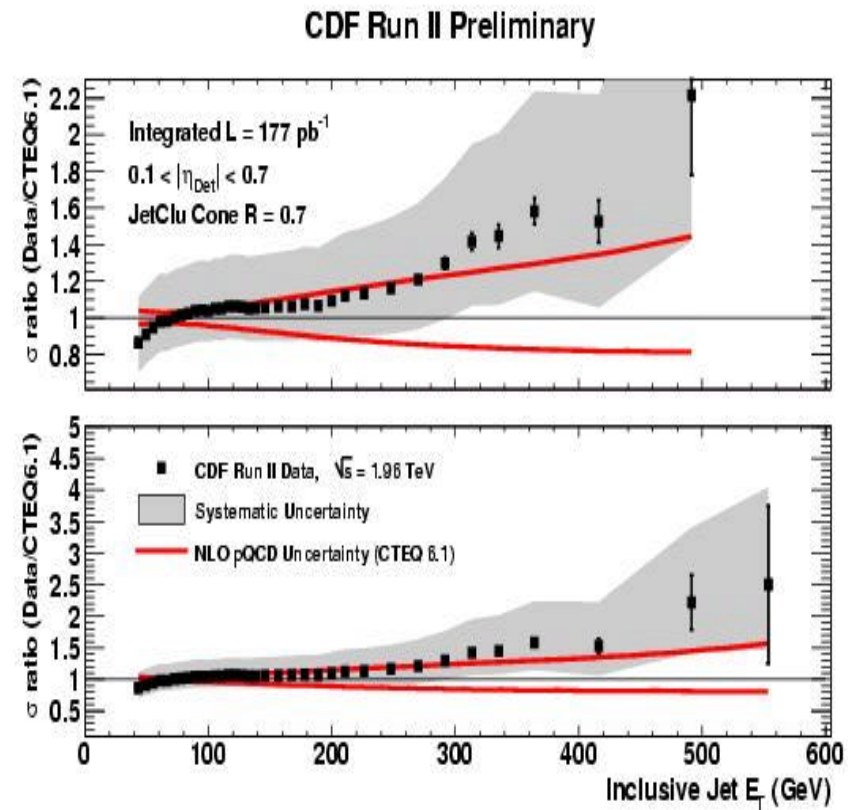 CDF Run II Preliminary
σ ratio (Data/CTEQ6.1)
2.2
2
1.8
1.6
1.4
1.2
1
0.8
Integrated L = 177 pb⁻¹
0.1 < |η_Det| < 0.7
JetClu Cone R = 0.7
σ ratio (Data/CTEQ6.1)
5
4.5
4
3.5
3
2.5
2
1.5
1
0.5
CDF Run II Data, √s = 1.96 TeV
Systematic Uncertainty
NLO pQCD Uncertainty (CTEQ 6.1)
0 100 200 300 400 500 600
Inclusive Jet E_T (GeV)